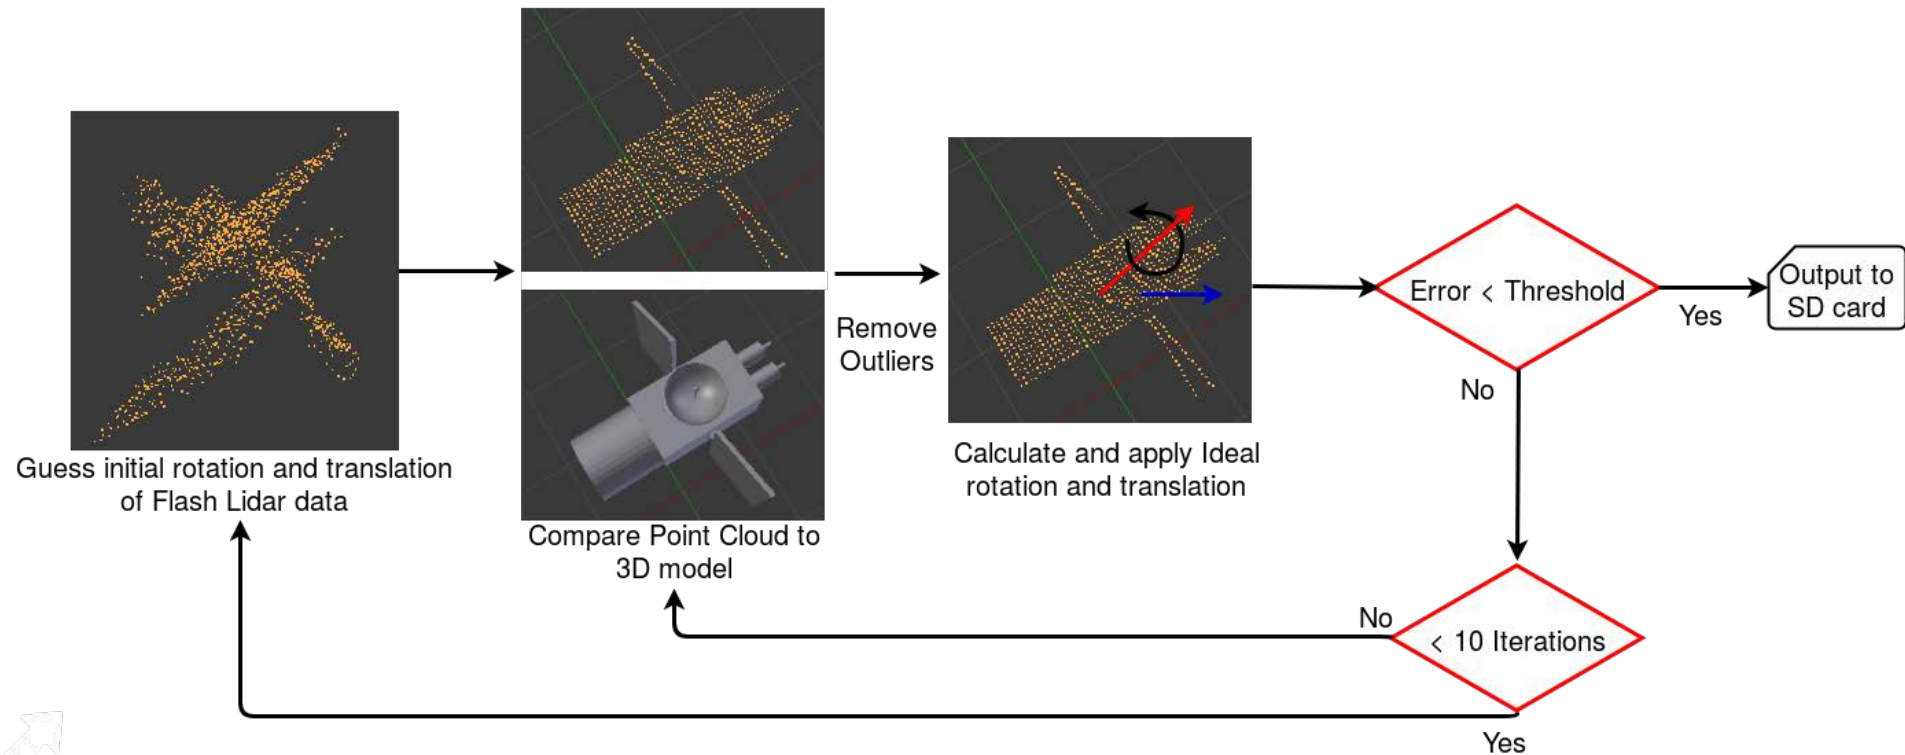 Guess initial rotation and translation
of Flash Lidar data
Compare Point Cloud to
3D model
Remove
Outliers
Calculate and apply Ideal
rotation and translation
Error < Threshold
Yes
Output to
SD card
No
< 10 Iterations
No
Yes